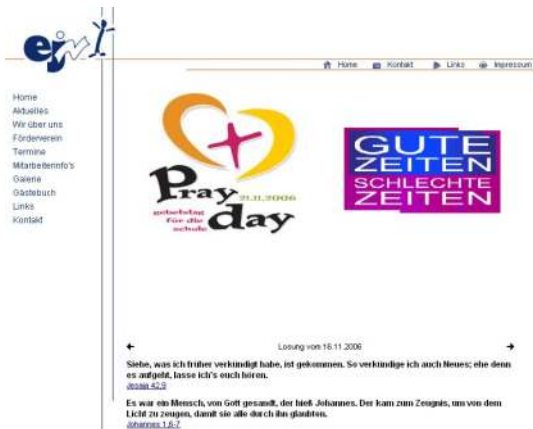 ejw
Home Kontakt Links Impressum
Home
Aktuelles
Wir über uns
Förderverein
Termine
Mitarbeiterinfo's
Galerie
Gästebuch
Links
Kontakt
Pray
21.11.2006
day
gebetstag
für die
schule
GUTE
ZEITEN
SCHLECHTE
ZEITEN
Losung vom 16.11.2006
Siehe, was ich früher verkündigt habe, ist gekommen. So verkündige ich auch Neues; ehe denn
es aufgeht, lasse ich's euch hören.
Jesaja 42,9
Es war ein Mensch, von Gott gesandt, der hieß Johannes. Der kam zum Zeugnis, um von dem
Licht zu zeugen, damit sie alle durch ihn glaubten.
Johannes 1,6-7